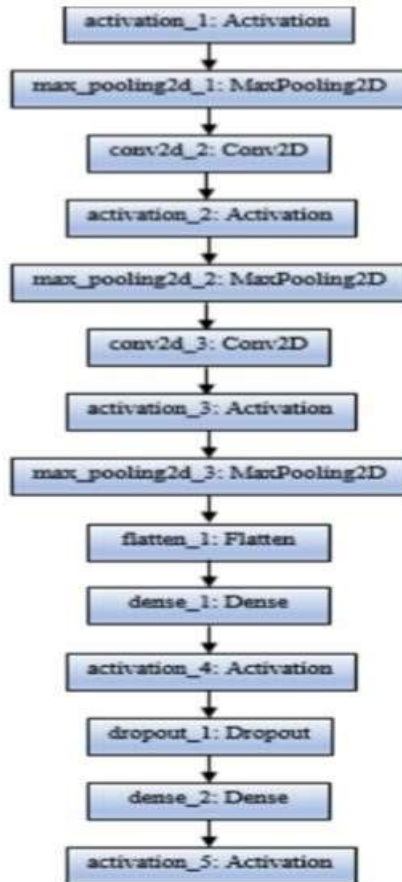 activation_1: Activation
max_pooling2d_1: MaxPooling2D
conv2d_2: Conv2D
activation_2: Activation
max_pooling2d_2: MaxPooling2D
conv2d_3: Conv2D
activation_3: Activation
max_pooling2d_3: MaxPooling2D
flatten_1: Flatten
dense_1: Dense
activation_4: Activation
dropout_1: Dropout
dense_2: Dense
activation_5: Activation